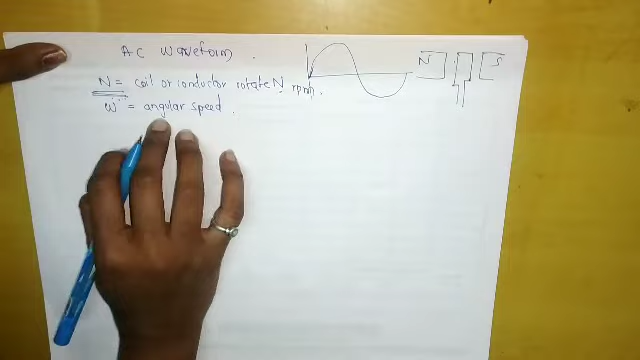 AC Waveform.
N = coil or conductor rotate N rpm.
ω = angular speed.
N S